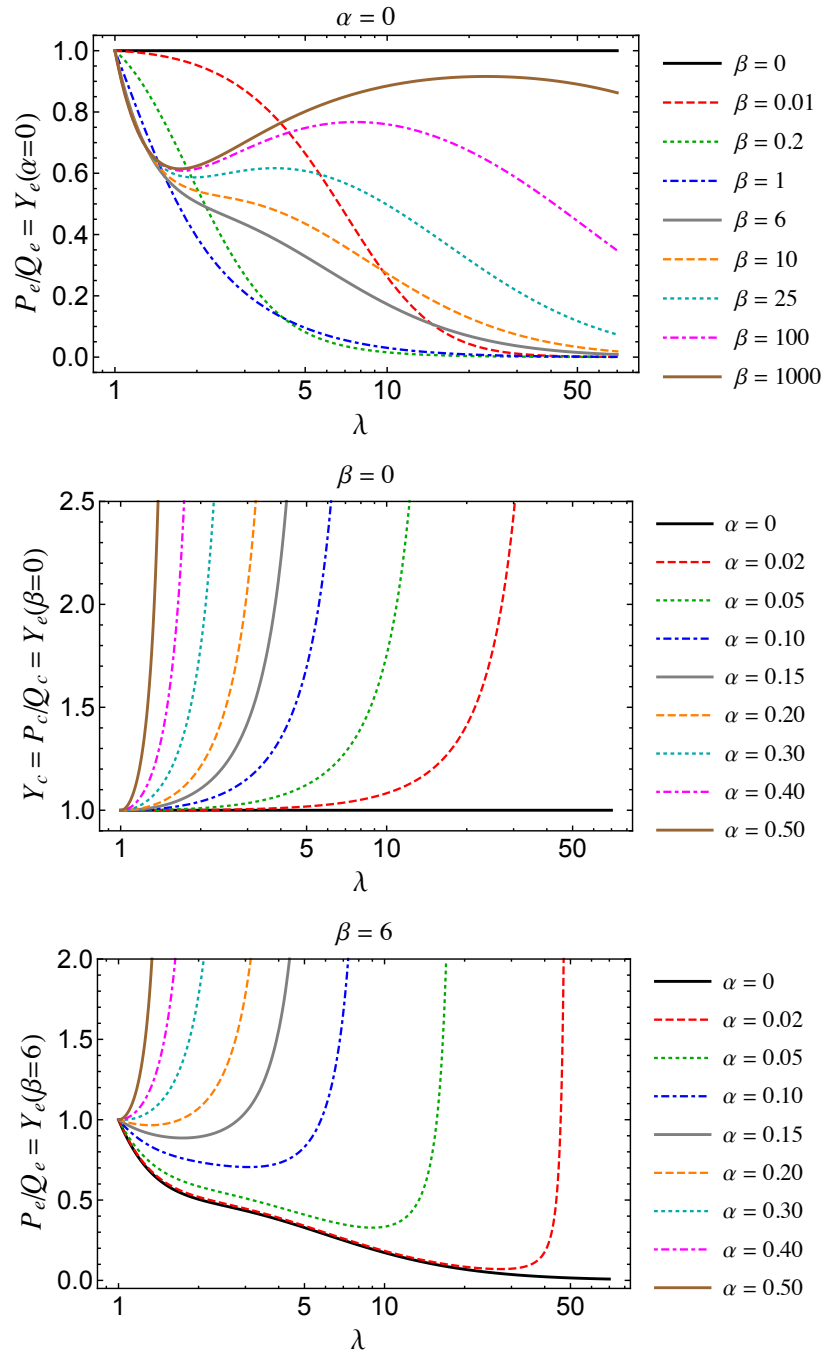 α = 0
P_e/Q_e = Y_e(α=0)
1.0
0.8
0.6
0.4
0.2
0.0
1
5
10
50
λ
β = 0
β = 0.01
β = 0.2
β = 1
β = 6
β = 10
β = 25
β = 100
β = 1000
β = 0
Y_c = P_c/Q_c = Y_e(β=0)
2.5
2.0
1.5
1.0
1
5
10
50
λ
α = 0
α = 0.02
α = 0.05
α = 0.10
α = 0.15
α = 0.20
α = 0.30
α = 0.40
α = 0.50
β = 6
P_e/Q_e = Y_e(β=6)
2.0
1.5
1.0
0.5
0.0
1
5
10
50
λ
α = 0
α = 0.02
α = 0.05
α = 0.10
α = 0.15
α = 0.20
α = 0.30
α = 0.40
α = 0.50